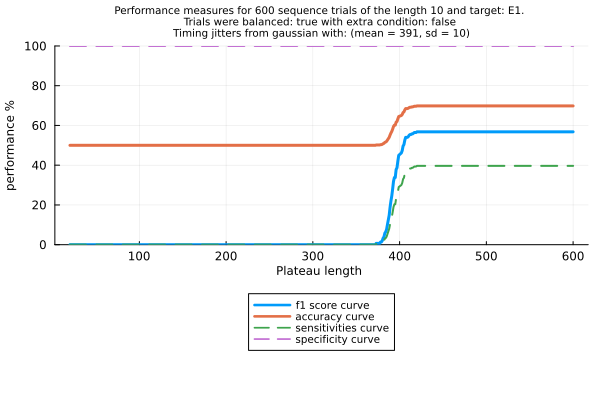 Performance measures for 600 sequence trials of the length 10 and target: E1.
Trials were balanced: true with extra condition: false
Timing jitters from gaussian with: (mean = 391, sd = 10)
100
80
60
40
20
0
performance %
100 200 300 400 500 600
Plateau length
f1 score curve
accuracy curve
sensitivities curve
specificity curve